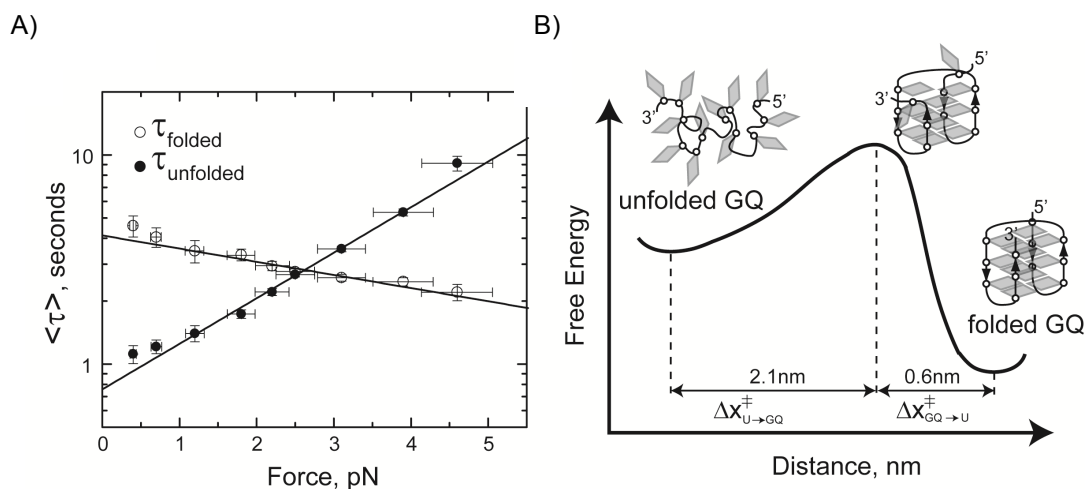 A)
B)
τfolded
τunfolded
10
1
<τ>, seconds
0
1
2
3
4
5
Force, pN
Free Energy
3'
5'
unfolded GQ
5'
3'
5'
3'
folded GQ
2.1nm
0.6nm
Δx‡U→GQ
Δx‡GQ→U
Distance, nm